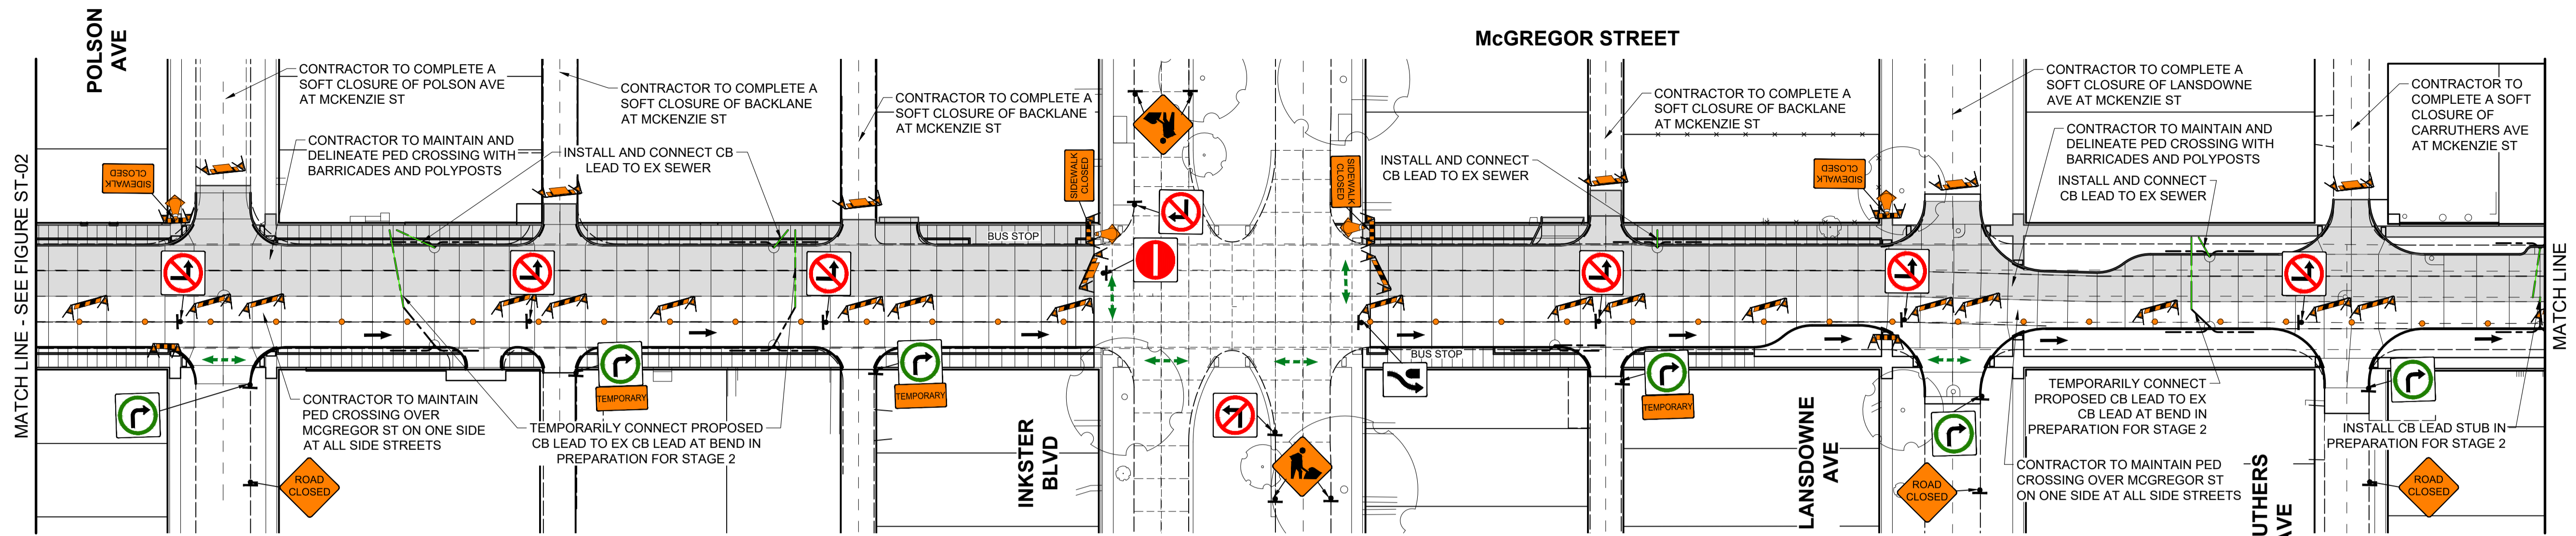 POLSON
AVE
McGREGOR STREET
CONTRACTOR TO COMPLETE A
SOFT CLOSURE OF POLSON AVE
AT MCKENZIE ST
CONTRACTOR TO COMPLETE A
SOFT CLOSURE OF BACKLANE
AT MCKENZIE ST
CONTRACTOR TO COMPLETE A
SOFT CLOSURE OF BACKLANE
AT MCKENZIE ST
CONTRACTOR TO COMPLETE A
SOFT CLOSURE OF BACKLANE
AT MCKENZIE ST
CONTRACTOR TO COMPLETE A
SOFT CLOSURE OF LANSDOWNE
AVE AT MCKENZIE ST
CONTRACTOR TO
COMPLETE A SOFT
CLOSURE OF
CARRUTHERS AVE
AT MCKENZIE ST
CONTRACTOR TO MAINTAIN AND
DELINEATE PED CROSSING WITH
BARRICADES AND POLYPOSTS
INSTALL AND CONNECT CB
LEAD TO EX SEWER
INSTALL AND CONNECT
CB LEAD TO EX SEWER
CONTRACTOR TO MAINTAIN AND
DELINEATE PED CROSSING WITH
BARRICADES AND POLYPOSTS
INSTALL AND CONNECT
CB LEAD TO EX SEWER
SIDEWALK
CLOSED
SIDEWALK
CLOSED
SIDEWALK
CLOSED
SIDEWALK
CLOSED
MATCH LINE - SEE FIGURE ST-02
BUS STOP
MATCH LINE
BUS STOP
TEMPORARY
TEMPORARY
TEMPORARY
CONTRACTOR TO MAINTAIN
PED CROSSING OVER
MCGREGOR ST ON ONE SIDE
AT ALL SIDE STREETS
TEMPORARILY CONNECT PROPOSED
CB LEAD TO EX CB LEAD AT BEND IN
PREPARATION FOR STAGE 2
INKSTER
BLVD
LANSDOWNE
AVE
TEMPORARILY CONNECT
PROPOSED CB LEAD TO EX
CB LEAD AT BEND IN
PREPARATION FOR STAGE 2
INSTALL CB LEAD STUB IN
PREPARATION FOR STAGE 2
CONTRACTOR TO MAINTAIN PED
CROSSING OVER MCGREGOR ST
ON ONE SIDE AT ALL SIDE STREETS
UTHERS
AVE
ROAD
CLOSED
ROAD
CLOSED
ROAD
CLOSED